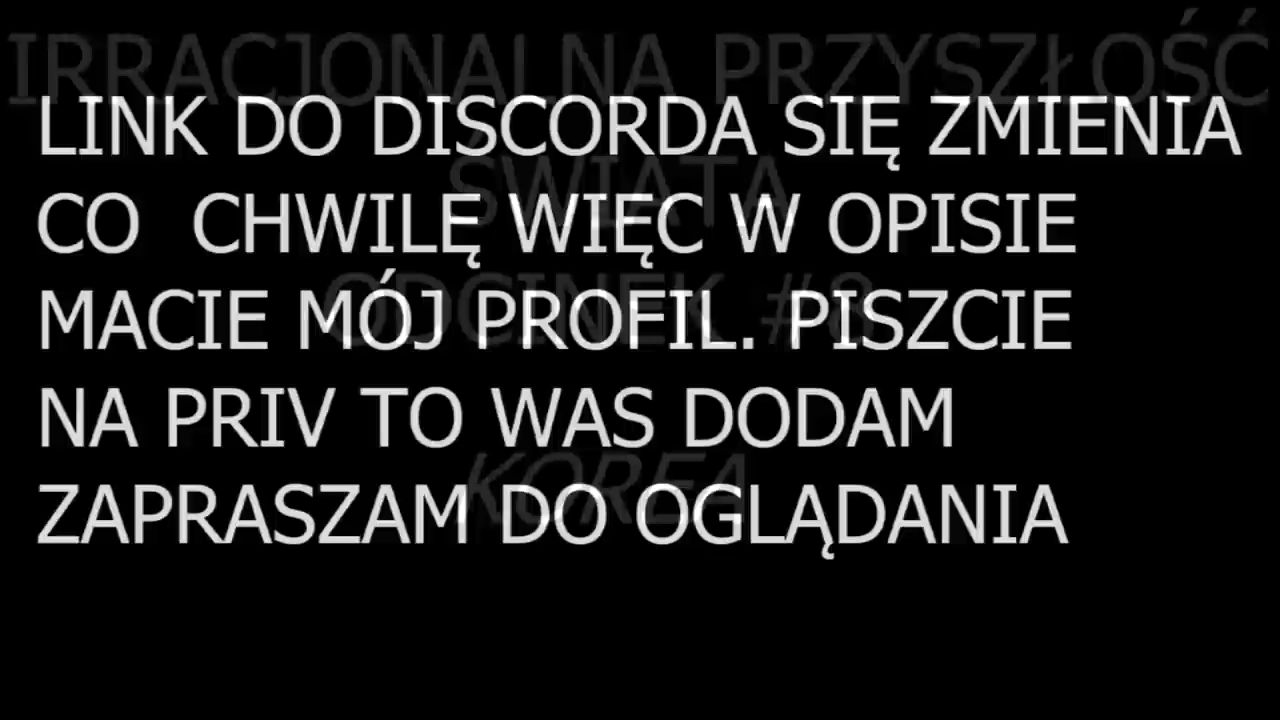 IRRACJONALNA PRZYSZŁOŚĆ
LINK DO DISCORDA SIĘ ZMIENIA
ŚWIATA
CO CHWILĘ WIĘC W OPISIE
ODCINEK #8
MACIE MÓJ PROFIL. PISZCIE
NA PRIV TO WAS DODAM
KOREA
ZAPRASZAM DO OGLĄDANIA